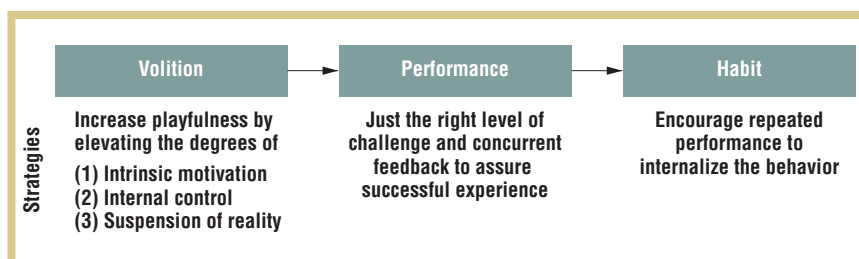 Volition
Performance
Habit
Strategies
Increase playfulness by
elevating the degrees of
(1) Intrinsic motivation
(2) Internal control
(3) Suspension of reality
Just the right level of
challenge and concurrent
feedback to assure
successful experience
Encourage repeated
performance to
internalize the behavior